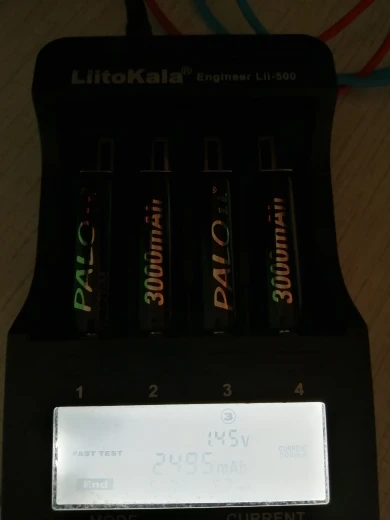 LiitoKala® Engineer Lii-500
PALO
3000mAh
PALO
3000mAh
1 2 3 4
3
1.45v
FAST TEST
2495mAh
End
MODE CURRENT